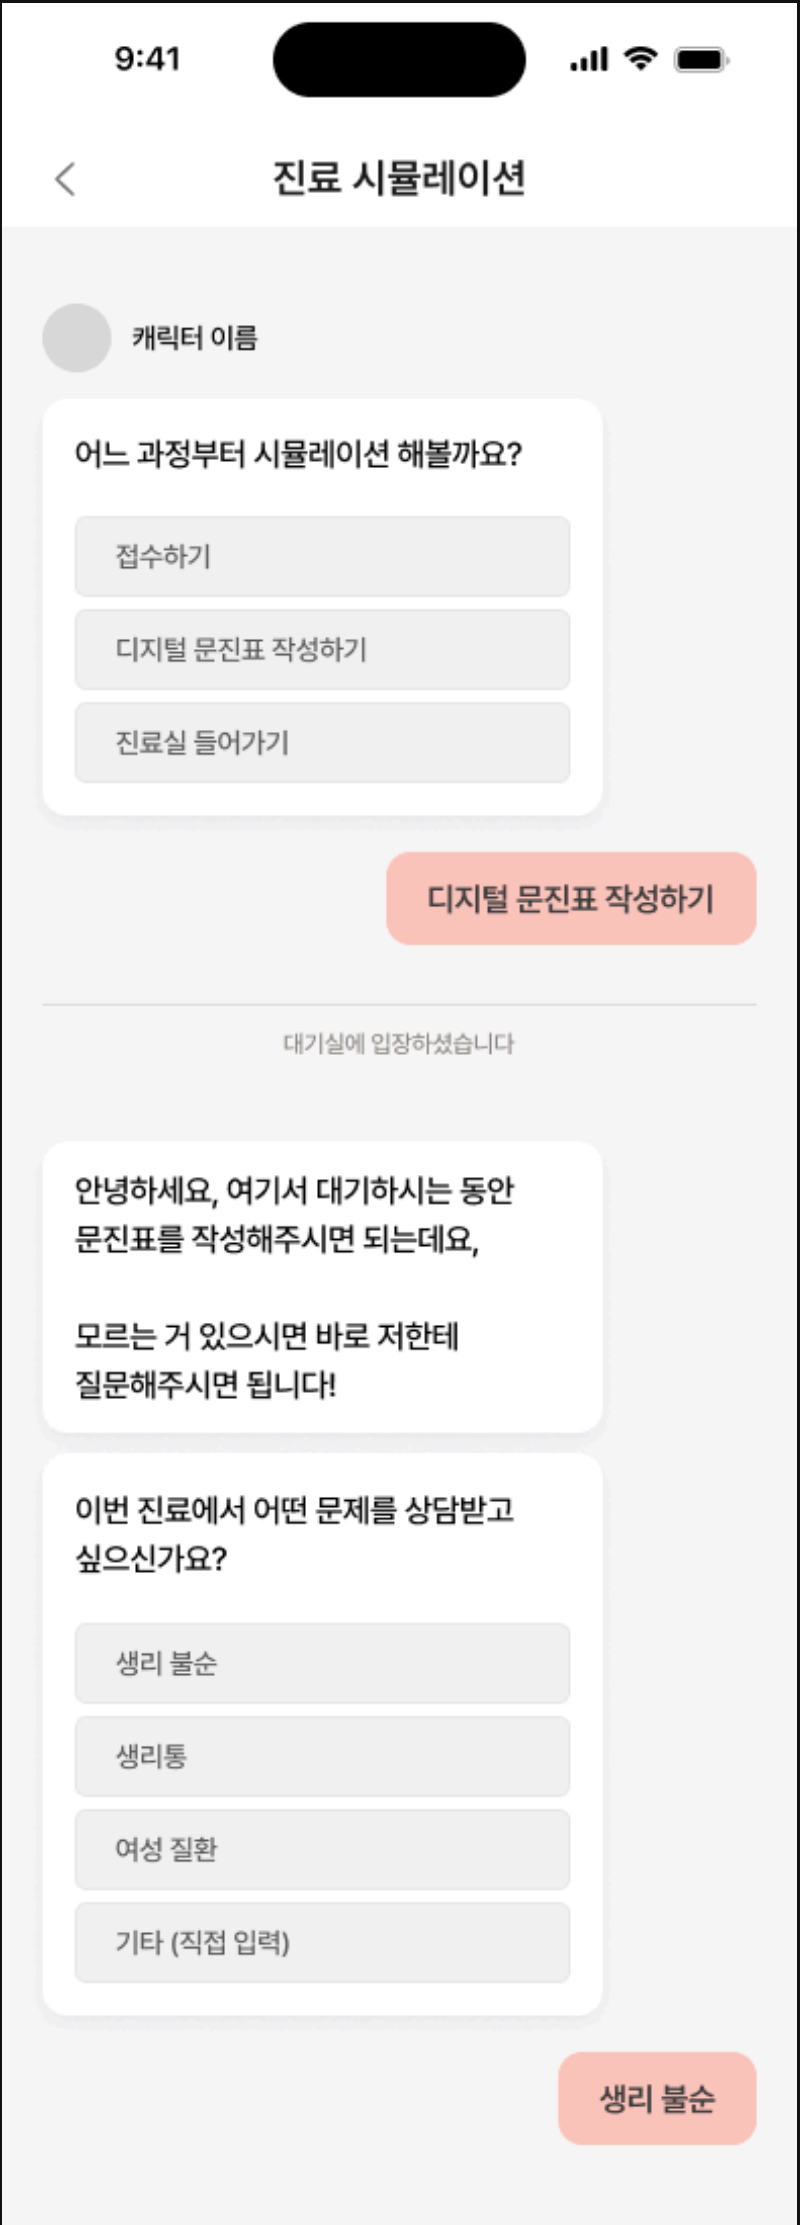 9:41
진료 시뮬레이션
캐릭터 이름
어느 과정부터 시뮬레이션 해볼까요?
접수하기
디지털 문진표 작성하기
진료실 들어가기
디지털 문진표 작성하기
대기실에 입장하셨습니다
안녕하세요, 여기서 대기하시는 동안
문진표를 작성해주시면 되는데요,
모르는 거 있으시면 바로 저한테
질문해주시면 됩니다!
이번 진료에서 어떤 문제를 상담받고
싶으신가요?
생리 불순
생리통
여성 질환
기타 (직접 입력)
생리 불순